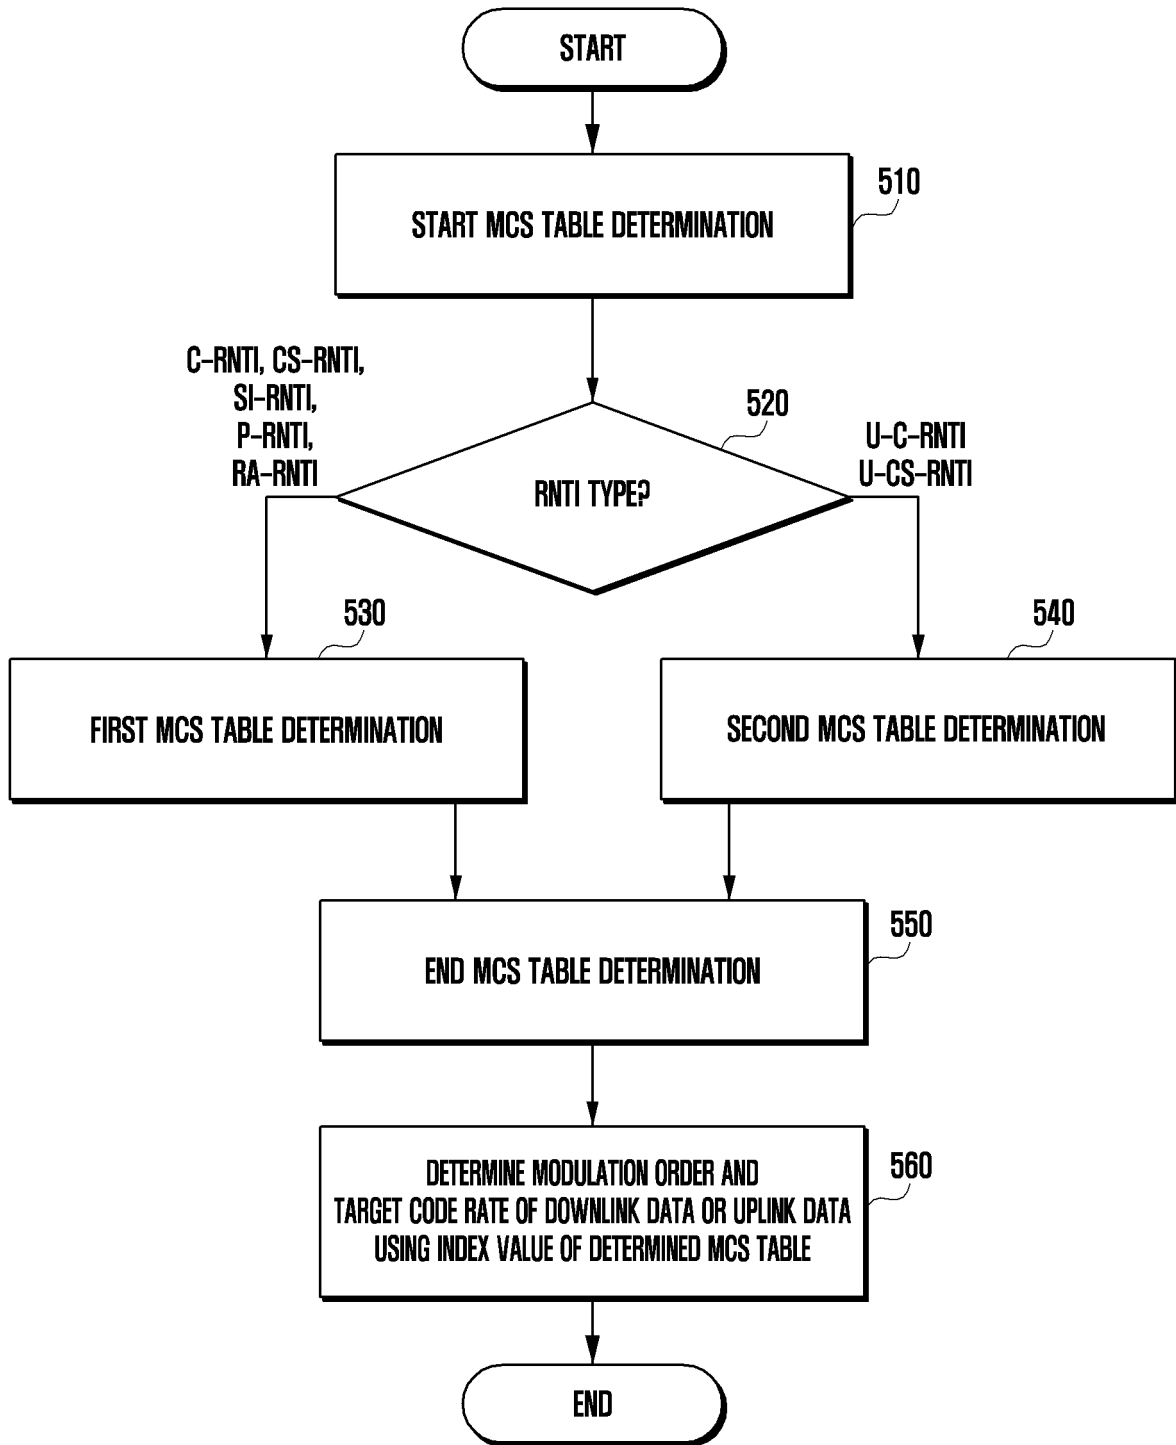 START
510
START MCS TABLE DETERMINATION
C-RNTI, CS-RNTI,
SI-RNTI,
P-RNTI,
RA-RNTI
520
U-C-RNTI
U-CS-RNTI
RNTI TYPE?
530
540
FIRST MCS TABLE DETERMINATION
SECOND MCS TABLE DETERMINATION
550
END MCS TABLE DETERMINATION
560
DETERMINE MODULATION ORDER AND
TARGET CODE RATE OF DOWNLINK DATA OR UPLINK DATA
USING INDEX VALUE OF DETERMINED MCS TABLE
END